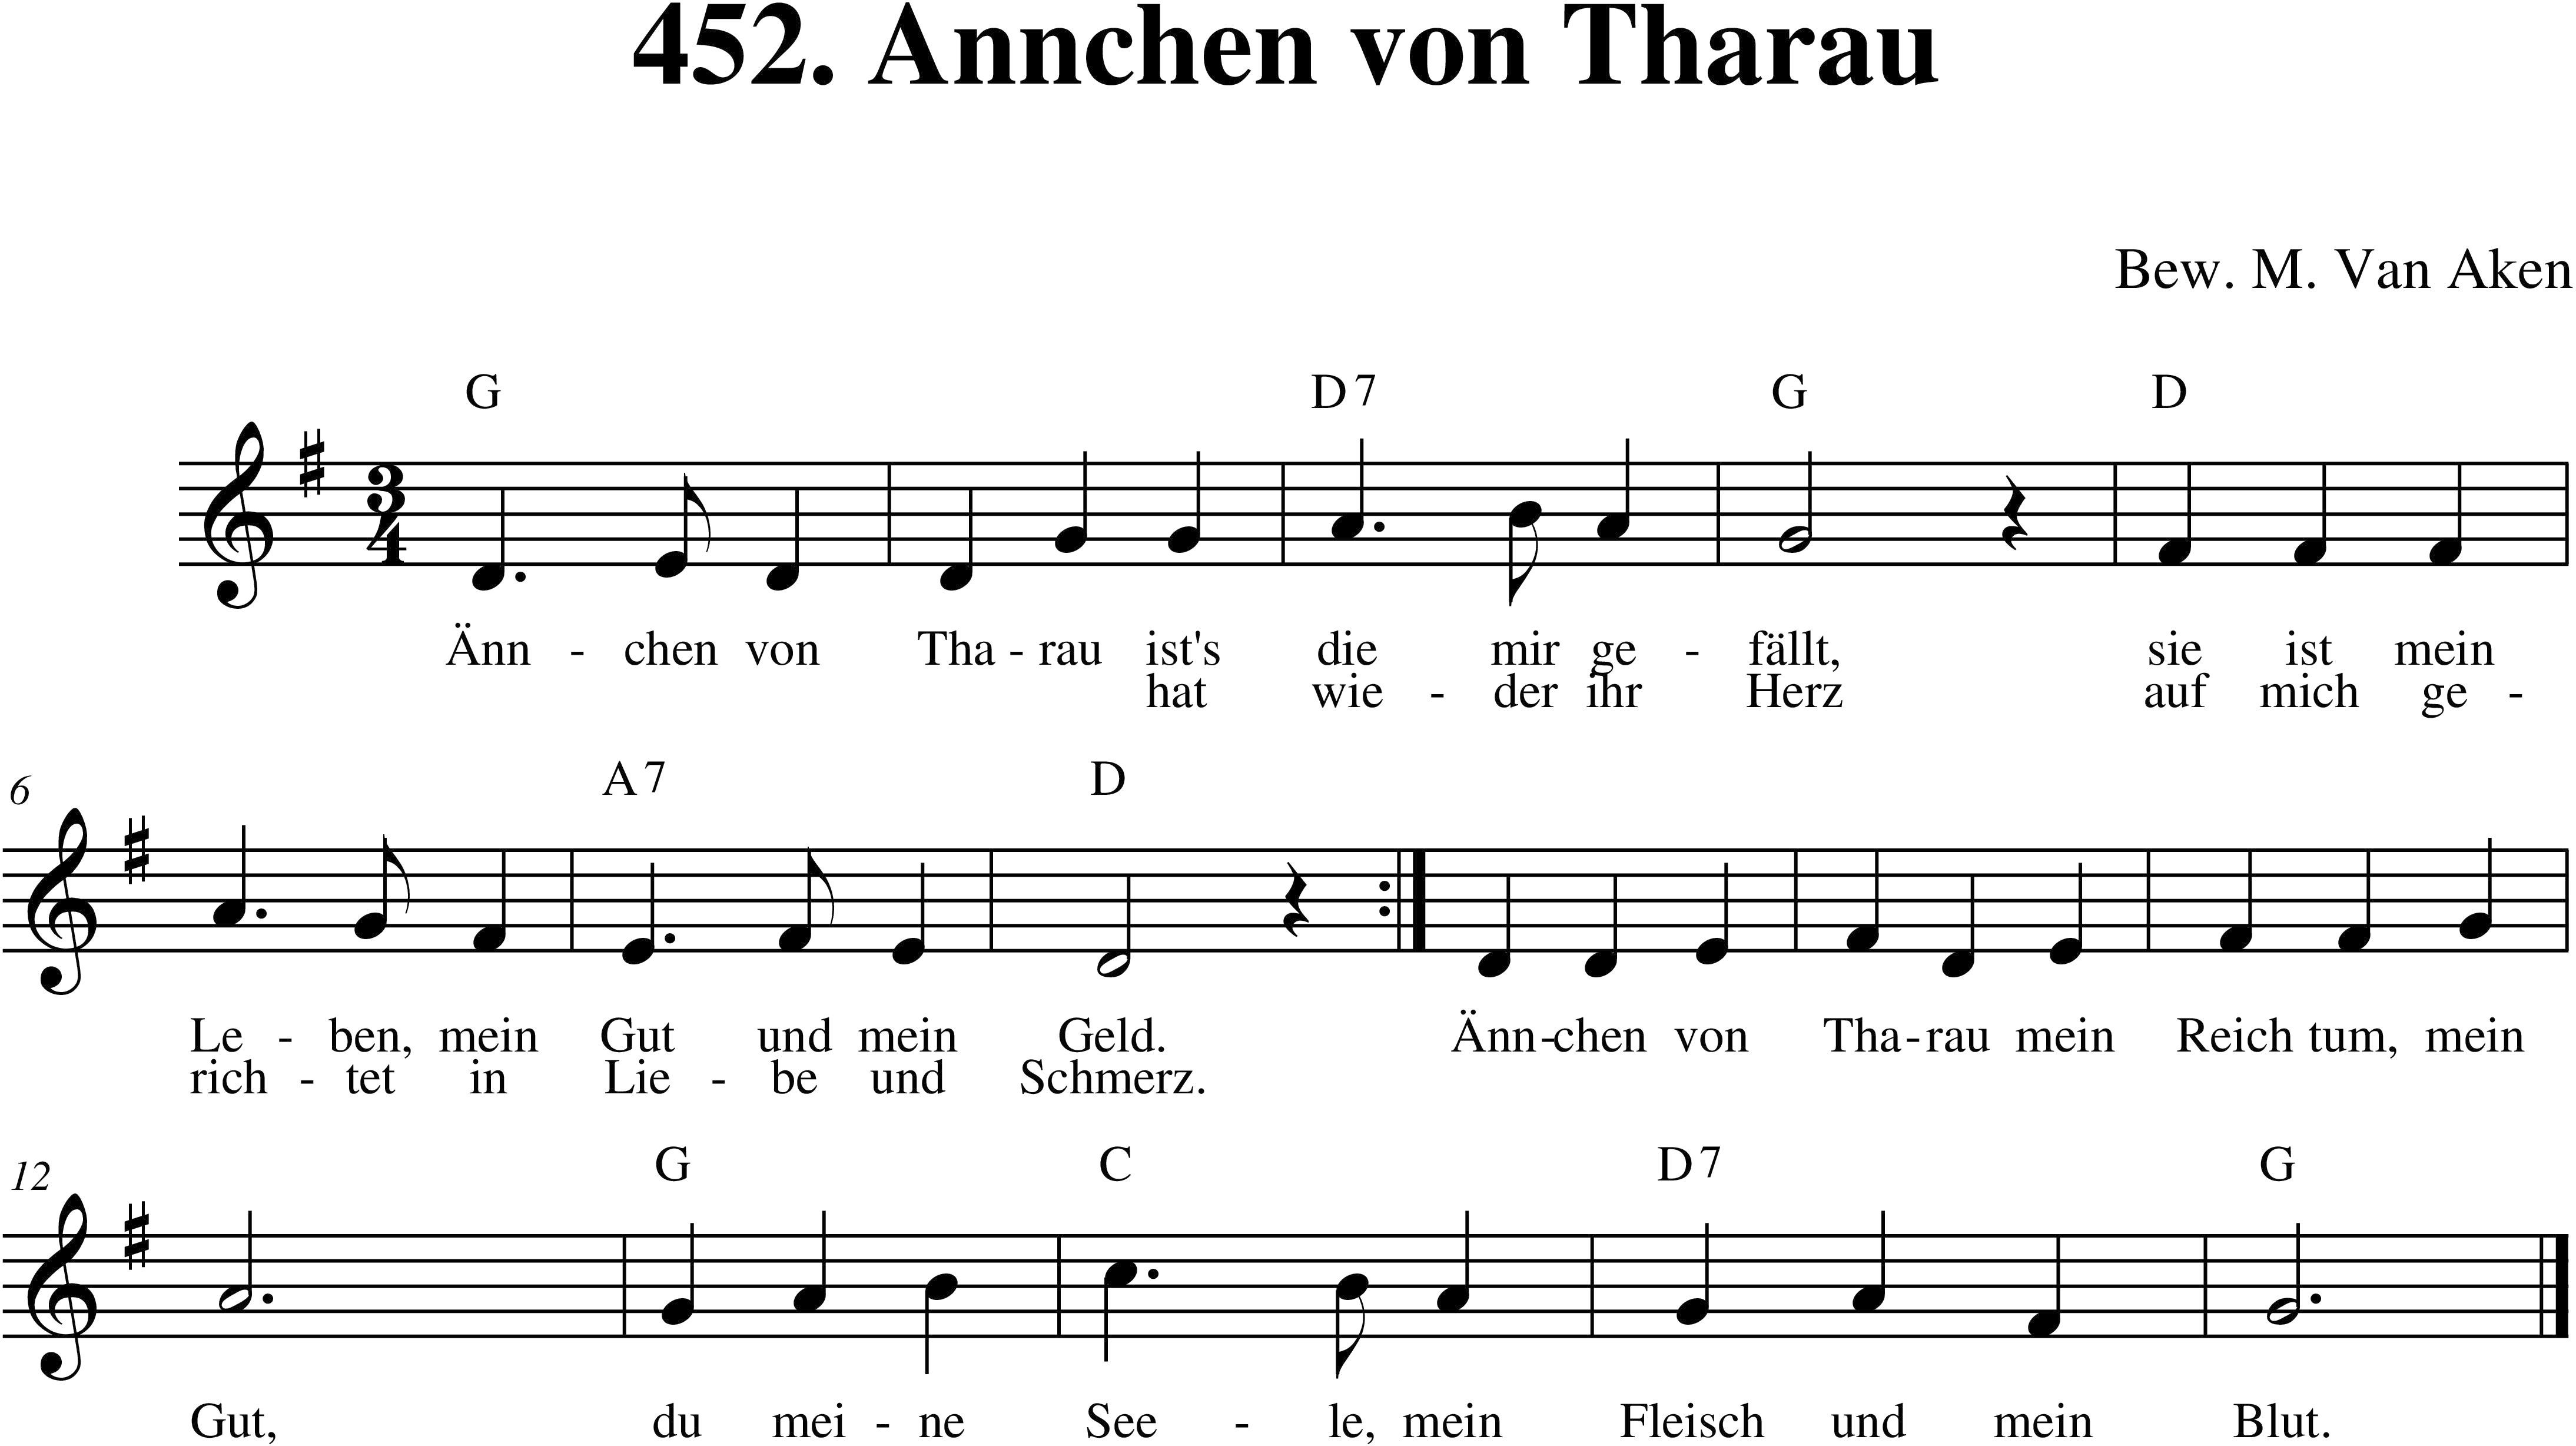 452. Annchen von Tharau
Bew. M. Van Aken
G D7 G D
3
4
Änn - chen von Tha - rau ist's die mir ge - fällt, sie ist mein
hat wie - der ihr Herz auf mich ge -
6
A7 D
Le - ben, mein Gut und mein Geld. Änn-chen von Tha-rau mein Reich tum, mein
rich - tet in Lie - be und Schmerz.
12
G C D7 G
Gut, du mei - ne See - le, mein Fleisch und mein Blut.